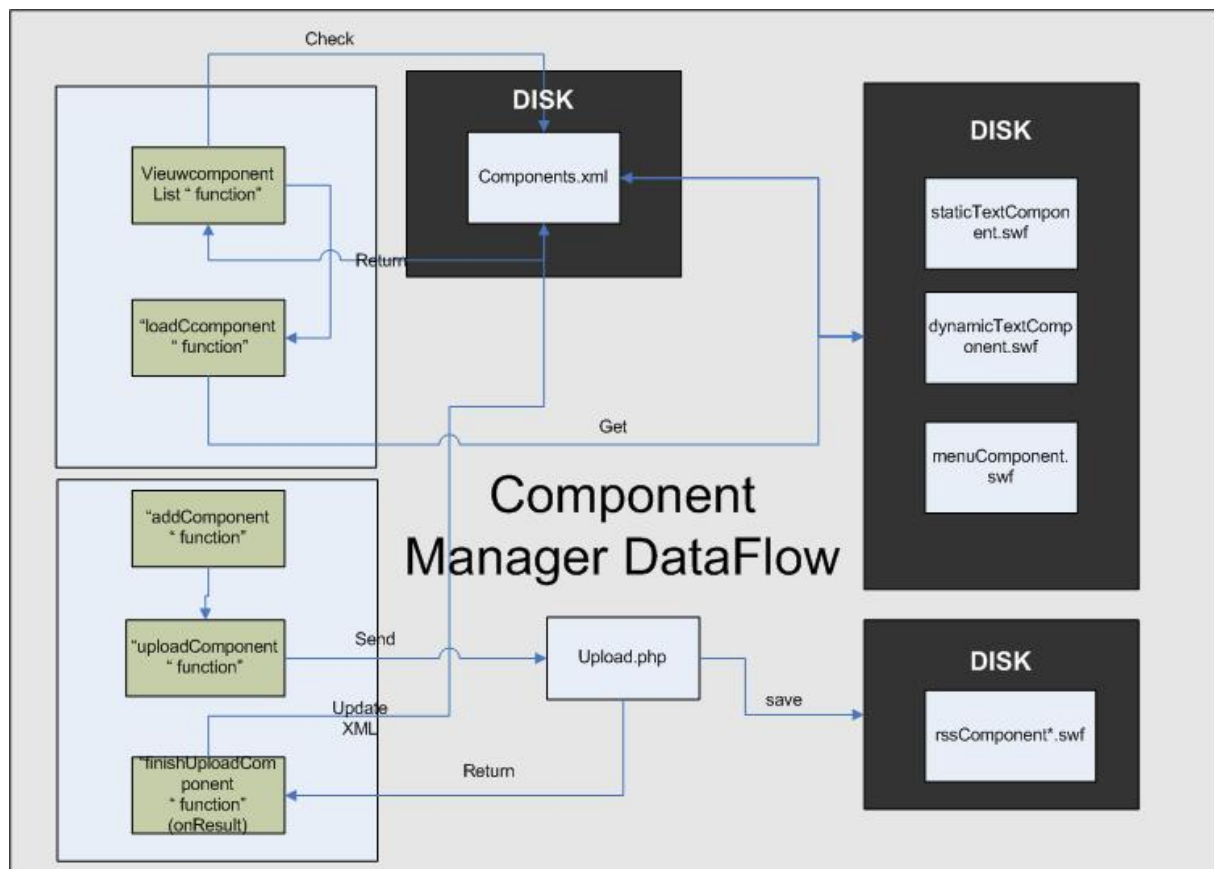 Check
DISK
Components.xml
Vieuwcomponent
List “ function”
Return
“loadCcomponent
“ function”
Get
DISK
staticTextCompon
ent.swf
dynamicTextComp
onent.swf
menuComponent.
swf
Component
Manager DataFlow
“addComponent
“ function”
“uploadComponent
“ function”
Send
Upload.php
save
DISK
rssComponent*.swf
Update
XML
“finishUploadCom
ponent
“ function”
(onResult)
Return